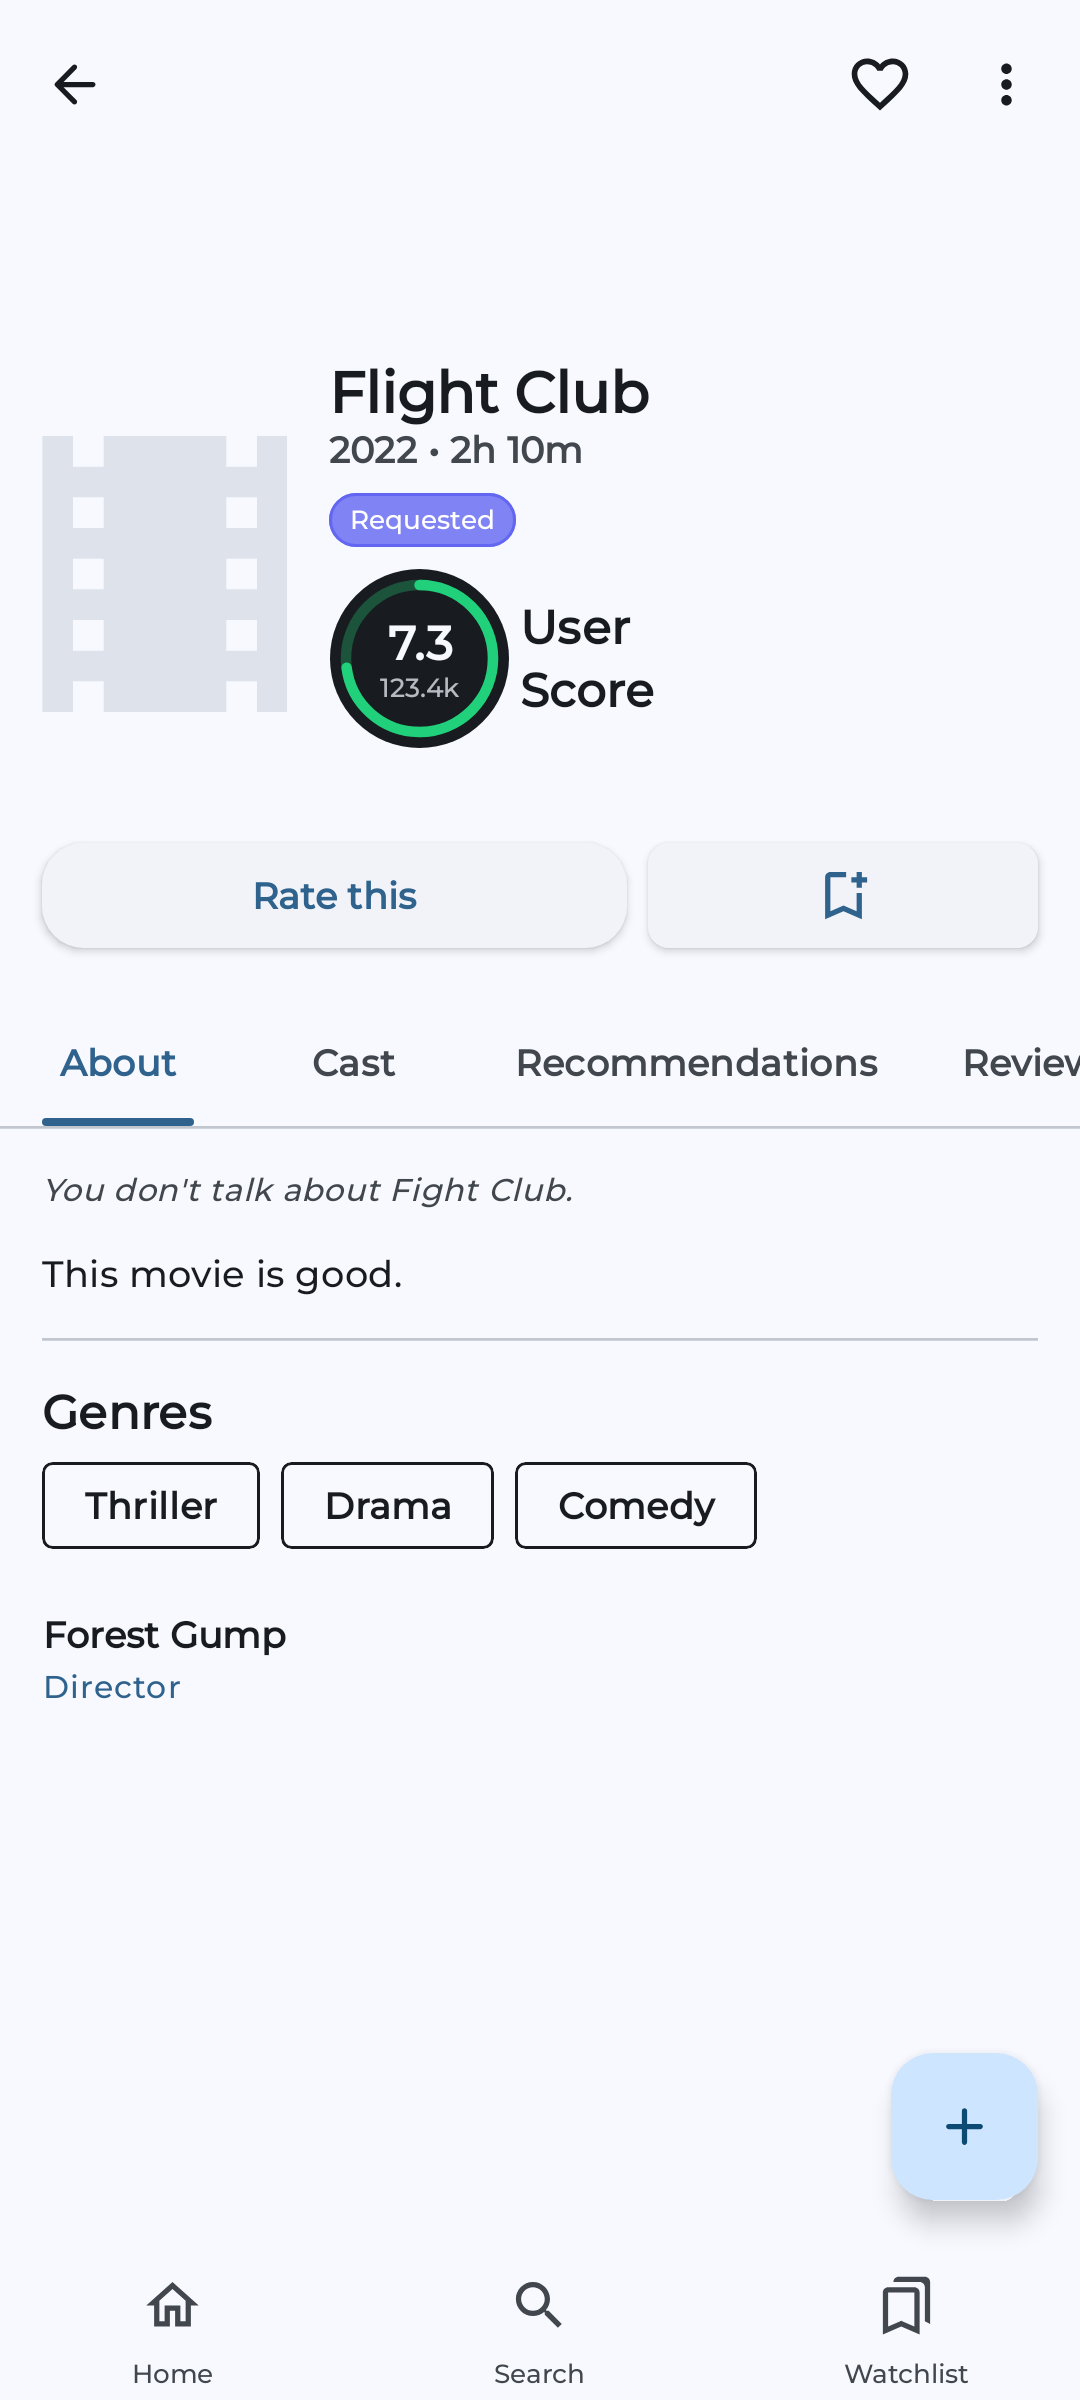 Flight Club
2022 • 2h 10m
Requested
7.3
123.4k
User
Score
Rate this
About Cast Recommendations Review
You don't talk about Fight Club.
This movie is good.
Genres
Thriller Drama Comedy
Forest Gump
Director
Home Search Watchlist